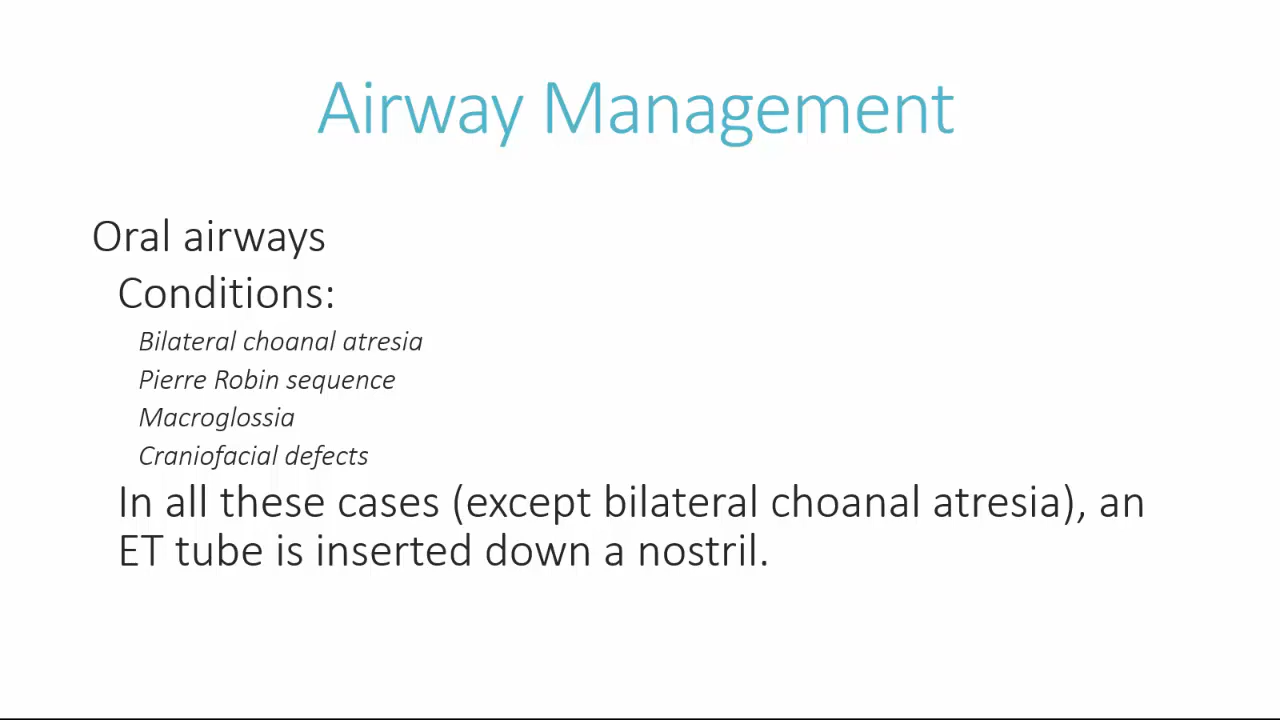 Airway Management
Oral airways
Conditions:
Bilateral choanal atresia
Pierre Robin sequence
Macroglossia
Craniofacial defects
In all these cases (except bilateral choanal atresia), an
ET tube is inserted down a nostril.